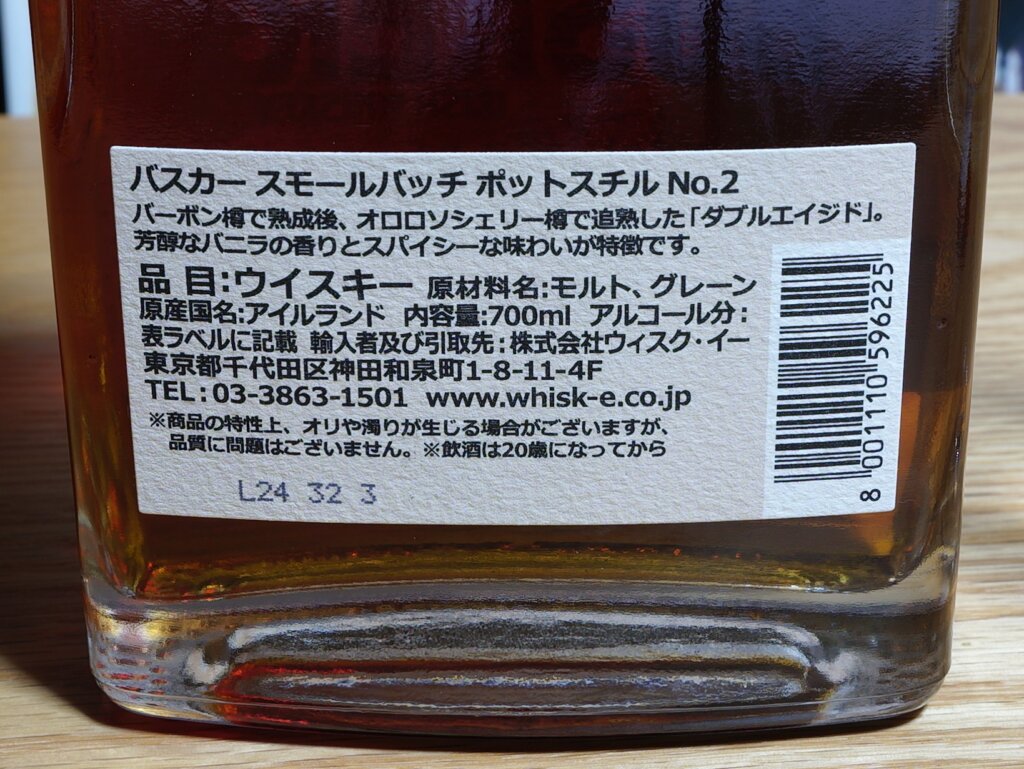 バスカー スモールバッチ ポットスチル No.2
バーボン樽で熟成後、オロロソシェリー樽で追熟した「ダブルエイジド」。
芳醇なバニラの香りとスパイシーな味わいが特徴です。
品目:ウイスキー 原材料名:モルト、グレーン
原産国名:アイルランド 内容量:700ml アルコール分:
表ラベルに記載 輸入者及び引取先:株式会社ウィスク・イー
東京都千代田区神田和泉町1-8-11-4F
TEL:03-3863-1501 www.whisk-e.co.jp
※商品の特性上、オリや濁りが生じる場合がございますが、
品質に問題はございません。※飲酒は20歳になってから
L24 32 3
8 001110 596225